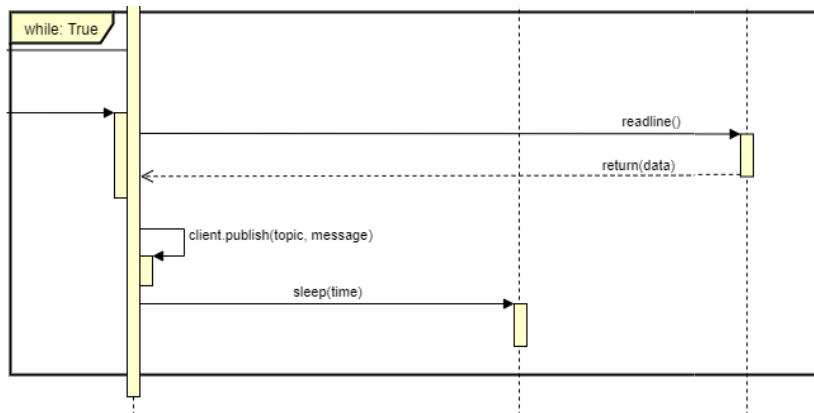 while: True
readline()
return(data)
client.publish(topic, message)
sleep(time)